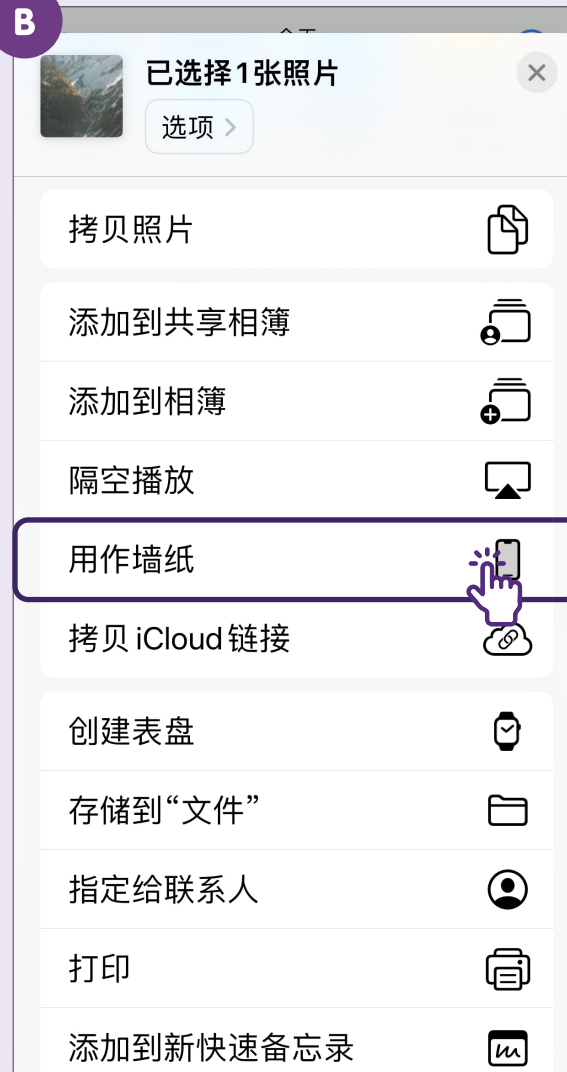 B
已选择1张照片
选项
拷贝照片
添加到共享相簿
添加到相簿
隔空播放
用作墙纸
拷贝 iCloud 链接
创建表盘
存储到“文件”
指定给联系人
打印
添加到新快速备忘录